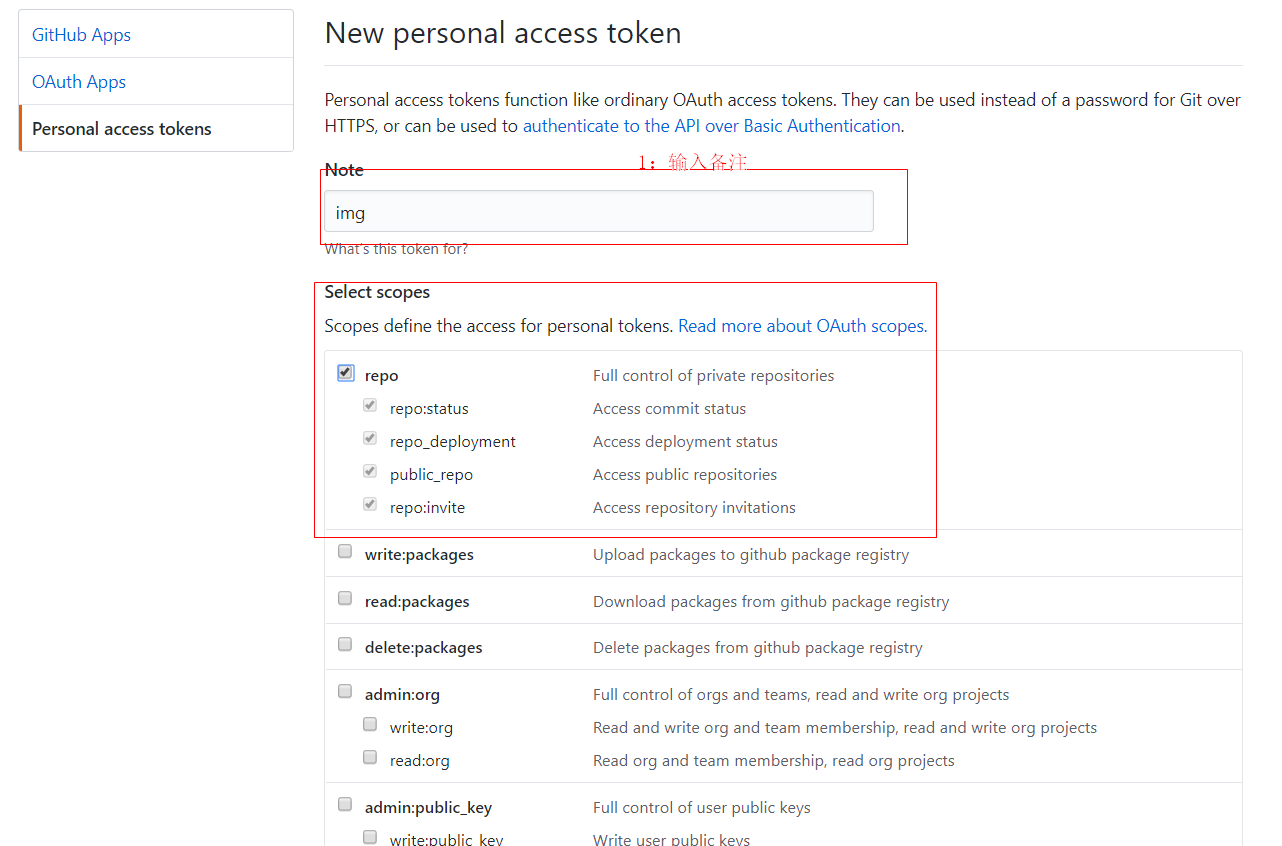 GitHub Apps
OAuth Apps
Personal access tokens
New personal access token
Personal access tokens function like ordinary OAuth access tokens. They can be used instead of a password for Git over
HTTPS, or can be used to authenticate to the API over Basic Authentication.
1：输入备注
Note
img
What's this token for?
Select scopes
Scopes define the access for personal tokens. Read more about OAuth scopes.
repo Full control of private repositories
repo:status Access commit status
repo_deployment Access deployment status
public_repo Access public repositories
repo:invite Access repository invitations
write:packages Upload packages to github package registry
read:packages Download packages from github package registry
delete:packages Delete packages from github package registry
admin:org Full control of orgs and teams, read and write org projects
write:org Read and write org and team membership, read and write org projects
read:org Read org and team membership, read org projects
admin:public_key Full control of user public keys
write:public_key Write user public keys